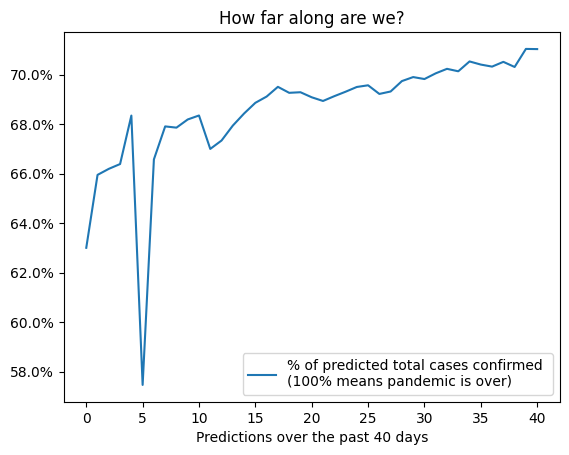 How far along are we?
70.0%
68.0%
66.0%
64.0%
62.0%
60.0%
58.0%
% of predicted total cases confirmed
(100% means pandemic is over)
0 5 10 15 20 25 30 35 40
Predictions over the past 40 days